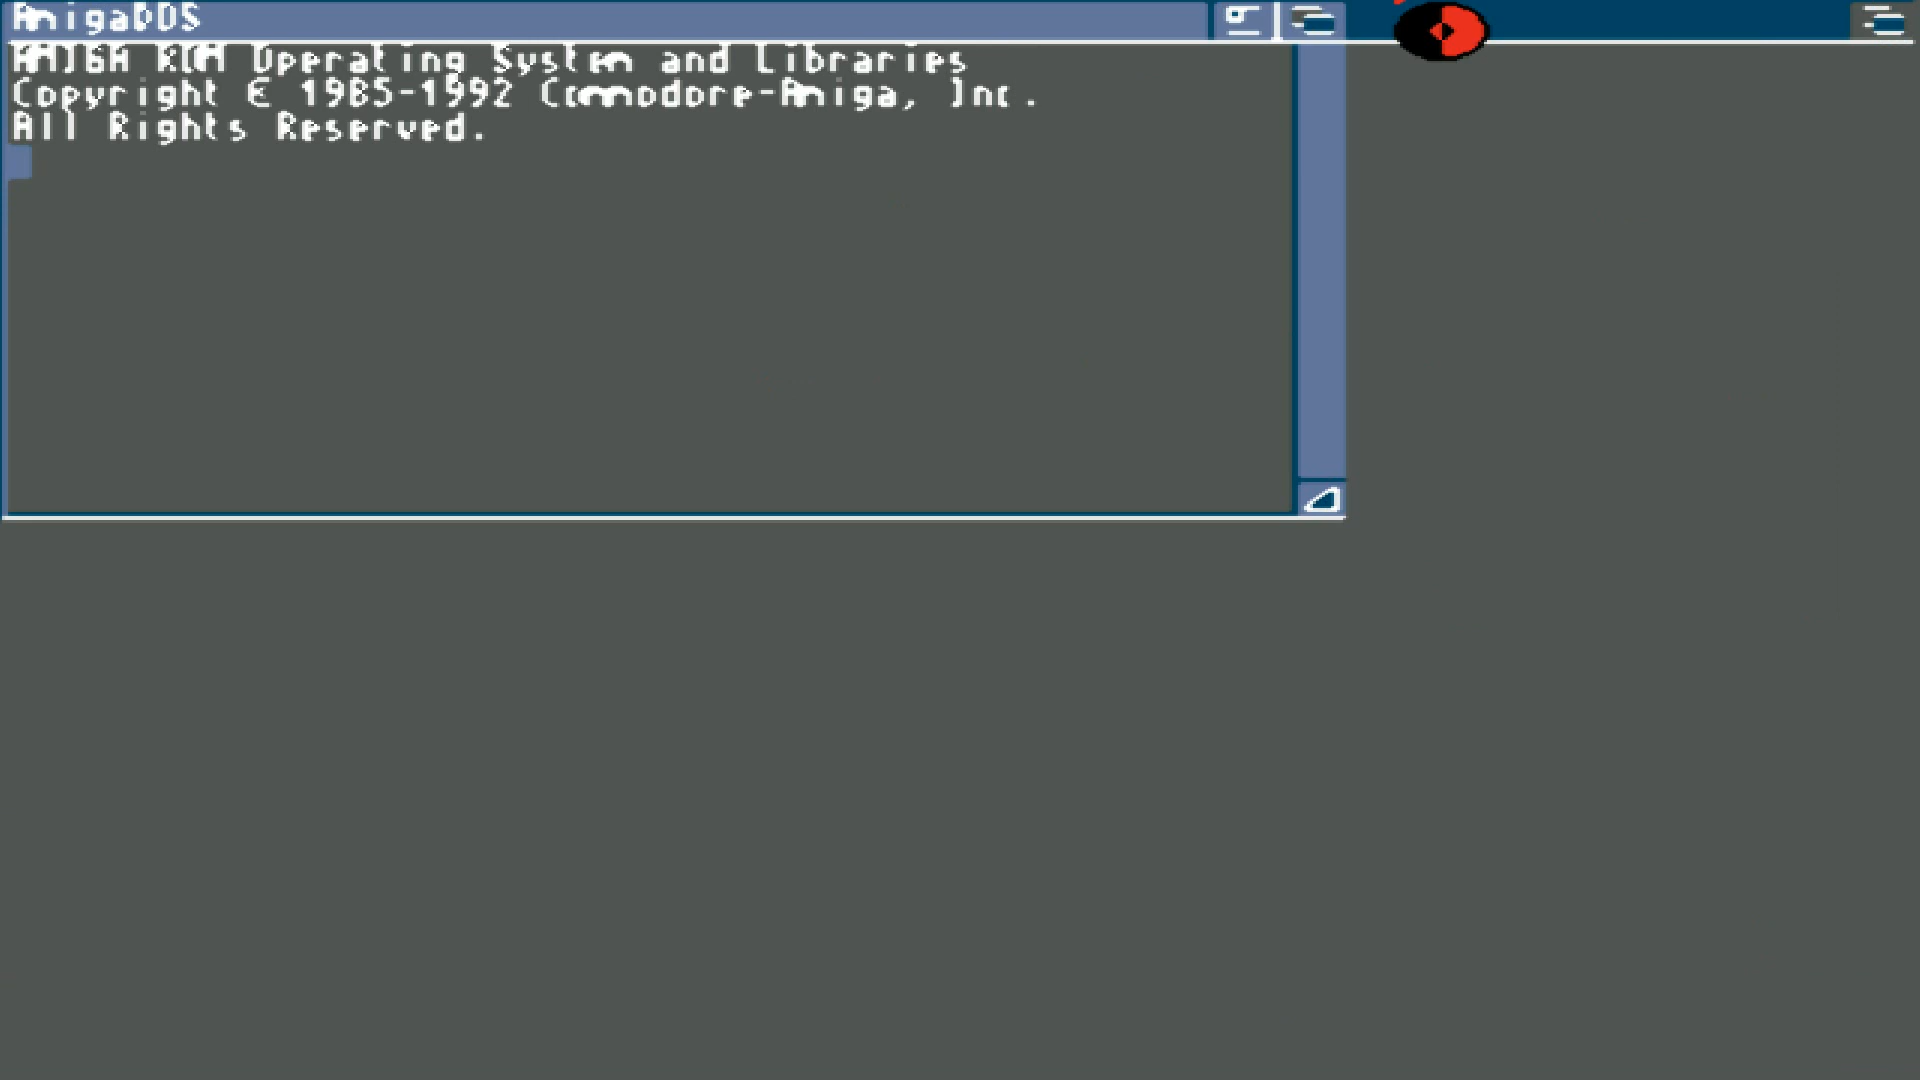 AmigaDOS
AMIGA ROM Operating System and Libraries
Copyright © 1985-1992 Commodore-Amiga, Inc.
All Rights Reserved.